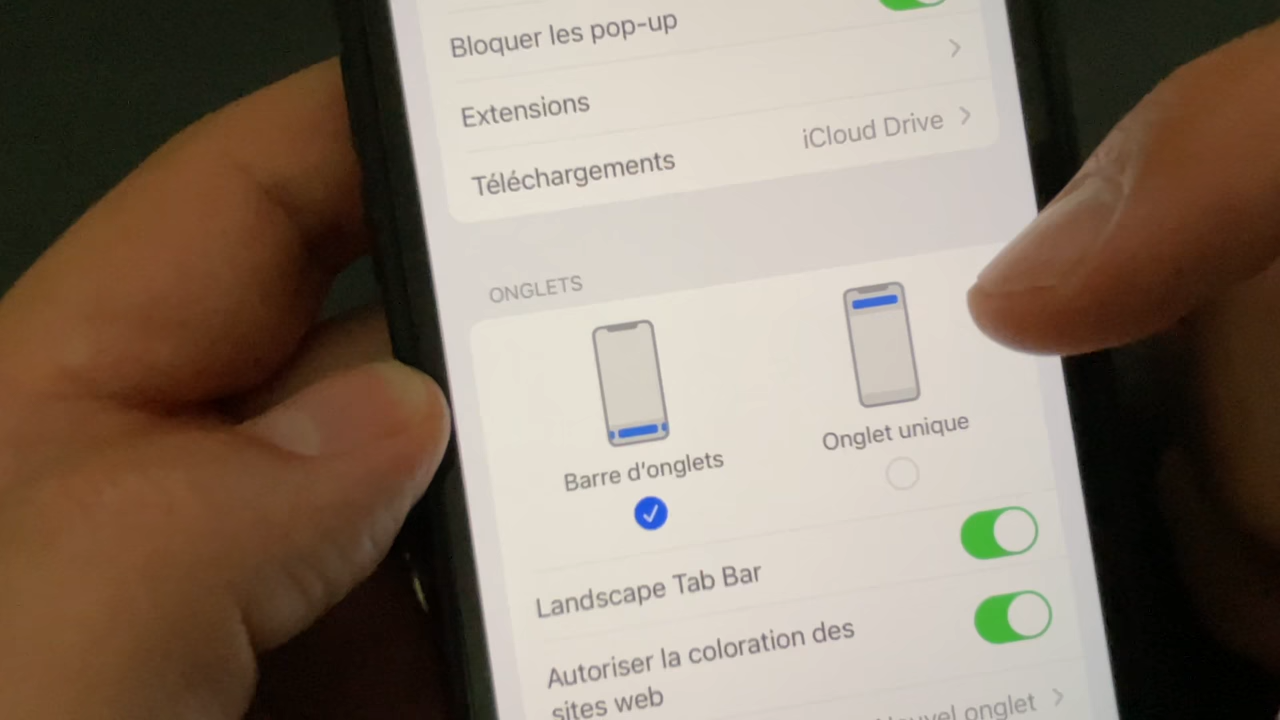 Bloquer les pop-up
Extensions
Téléchargements iCloud Drive
ONGLETS
Barre d'onglets Onglet unique
Landscape Tab Bar
Autoriser la coloration des
sites web
onglet